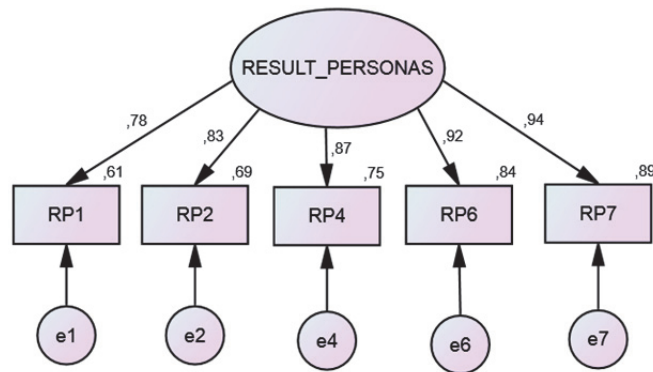 RESULT_PERSONAS
,78
,83
,87
,92
,94
,61
,69
,75
,84
,89
RP1
RP2
RP4
RP6
RP7
e1
e2
e4
e6
e7